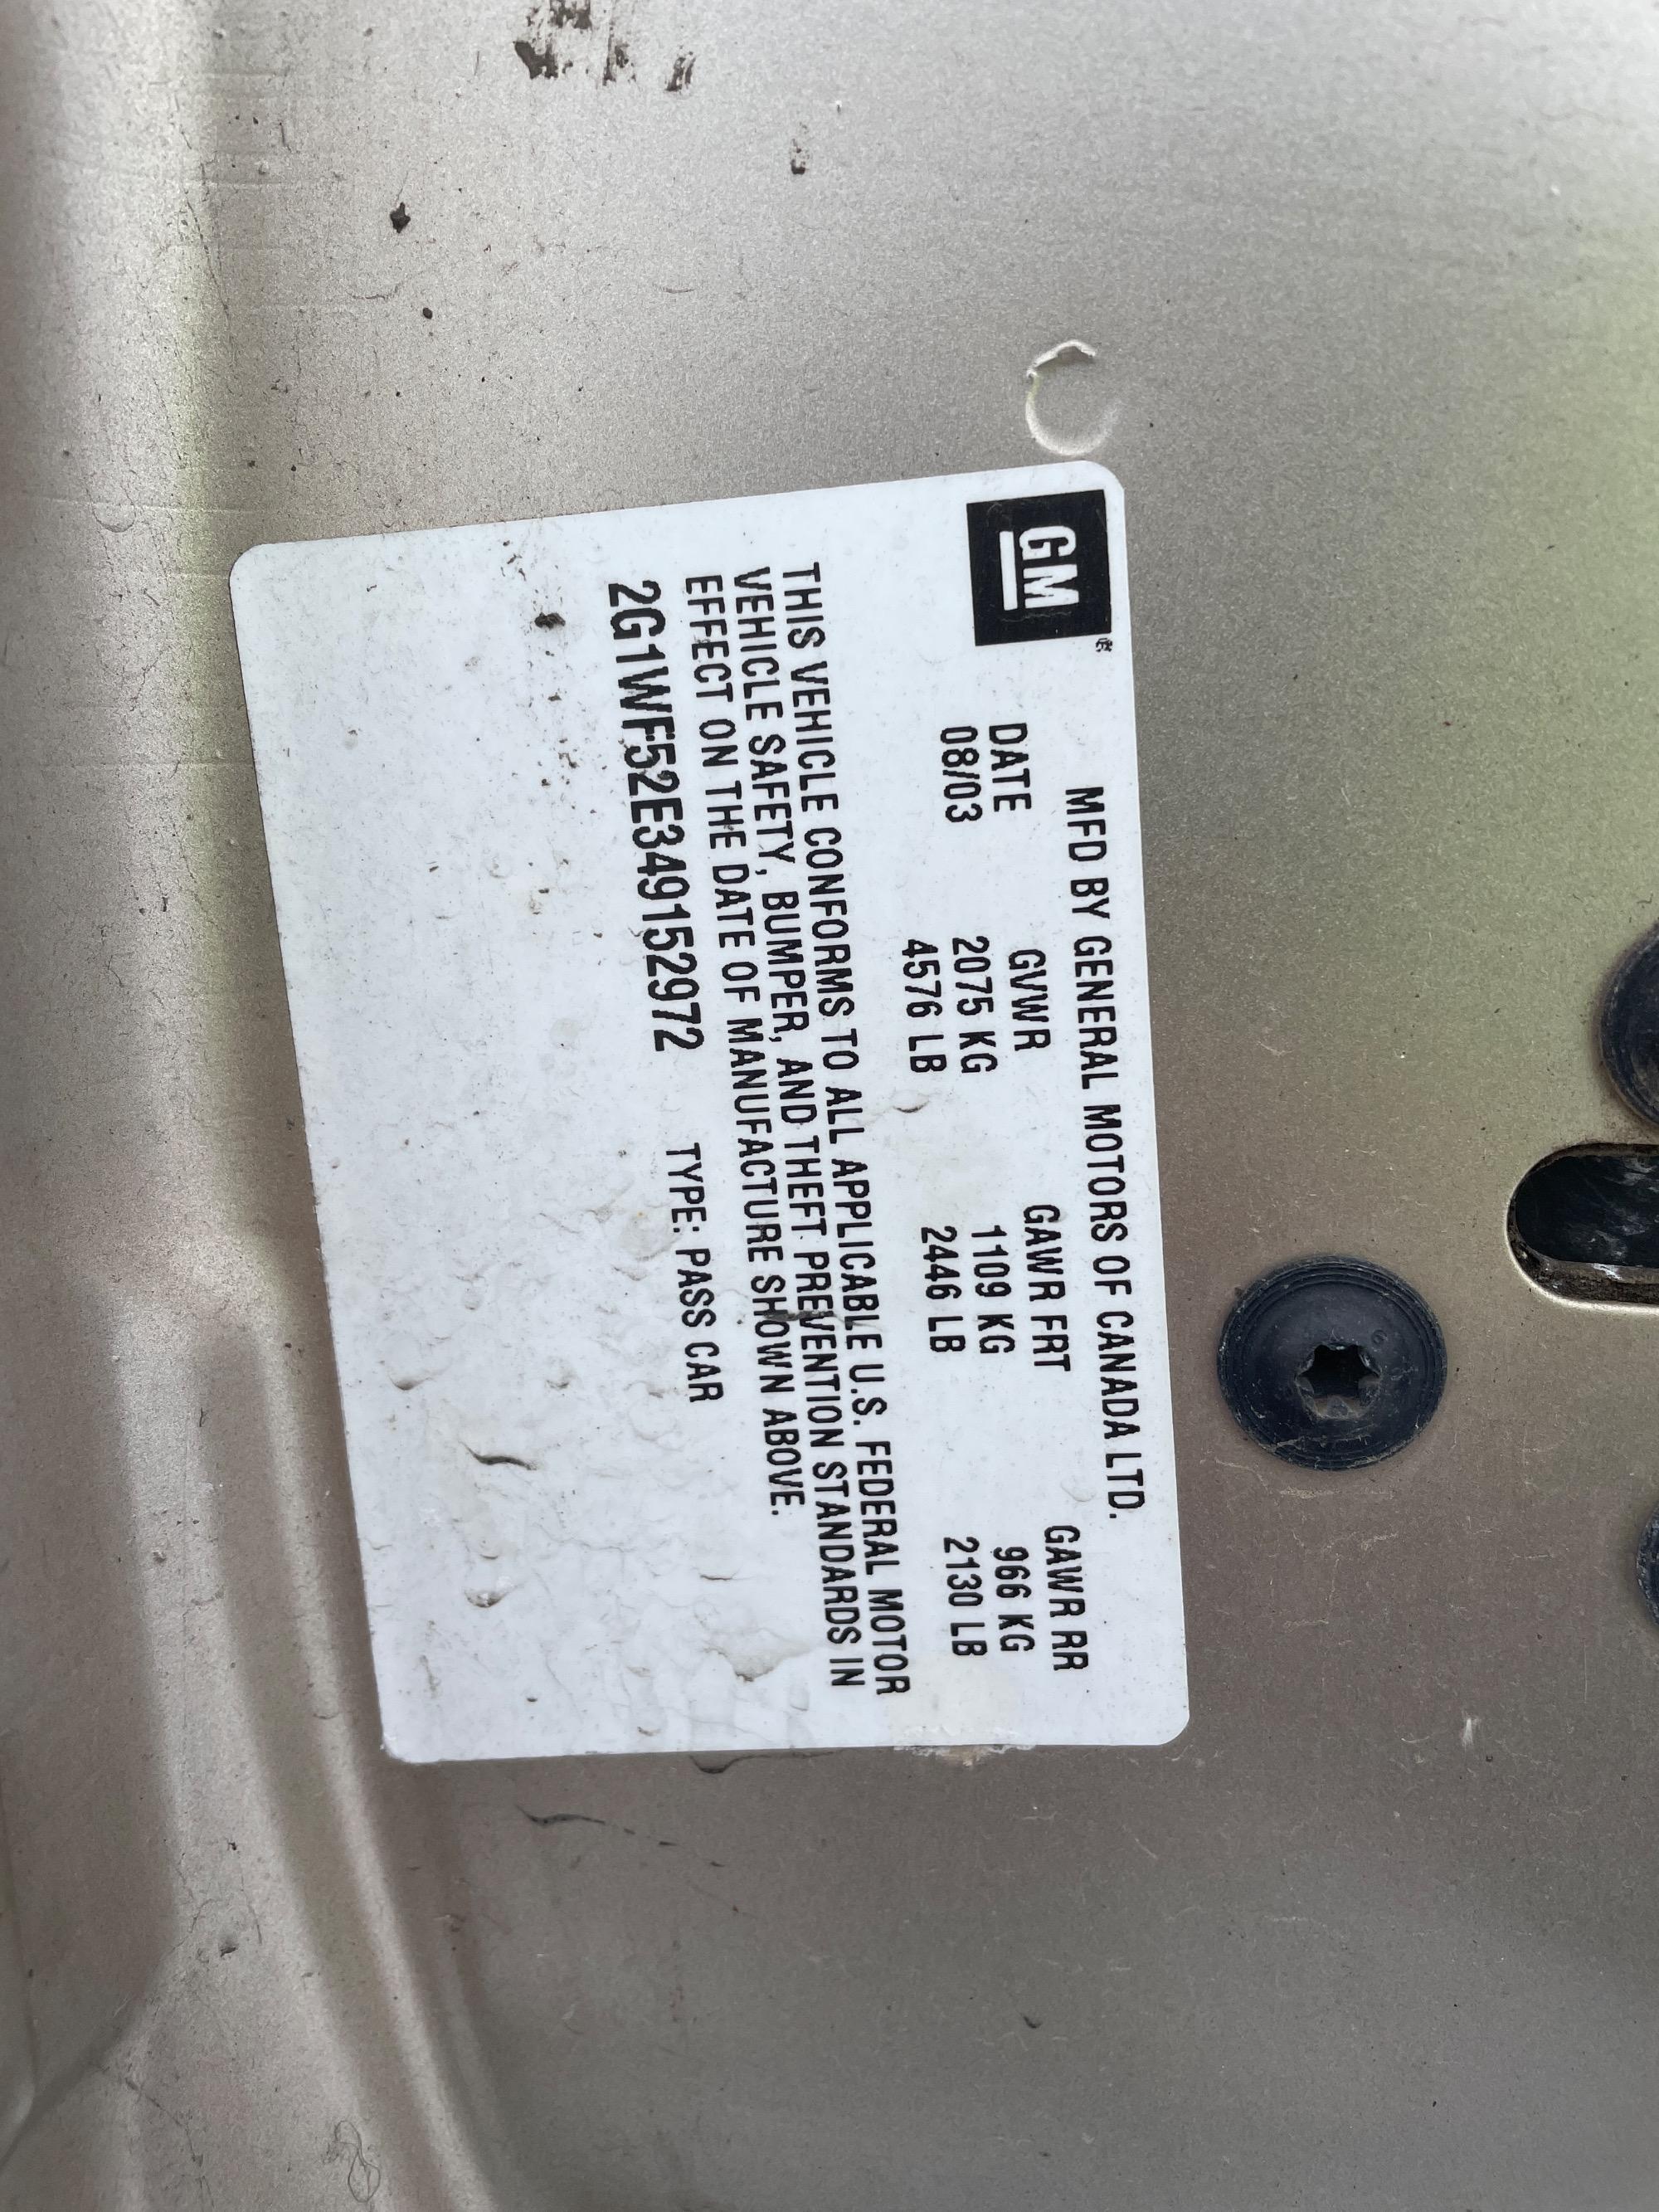 GM®
MFD BY GENERAL MOTORS OF CANADA LTD.
DATE GVWR GAWR FRT GAWR RR
08/03 2075 KG 1109 KG 966 KG
4576 LB 2446 LB 2130 LB
THIS VEHICLE CONFORMS TO ALL APPLICABLE U.S. FEDERAL MOTOR
VEHICLE SAFETY, BUMPER, AND THEFT PREVENTION STANDARDS IN
EFFECT ON THE DATE OF MANUFACTURE SHOWN ABOVE.
2G1WF52E349152972 TYPE: PASS CAR